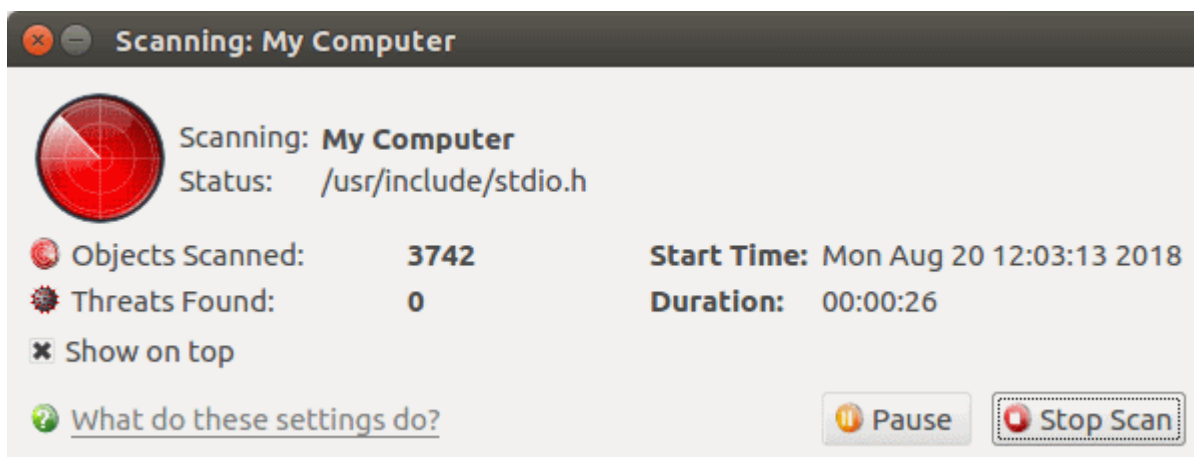 Scanning: My Computer
Scanning: My Computer
Status: /usr/include/stdio.h
Objects Scanned: 3742 Start Time: Mon Aug 20 12:03:13 2018
Threats Found: 0 Duration: 00:00:26
Show on top
What do these settings do? Pause Stop Scan